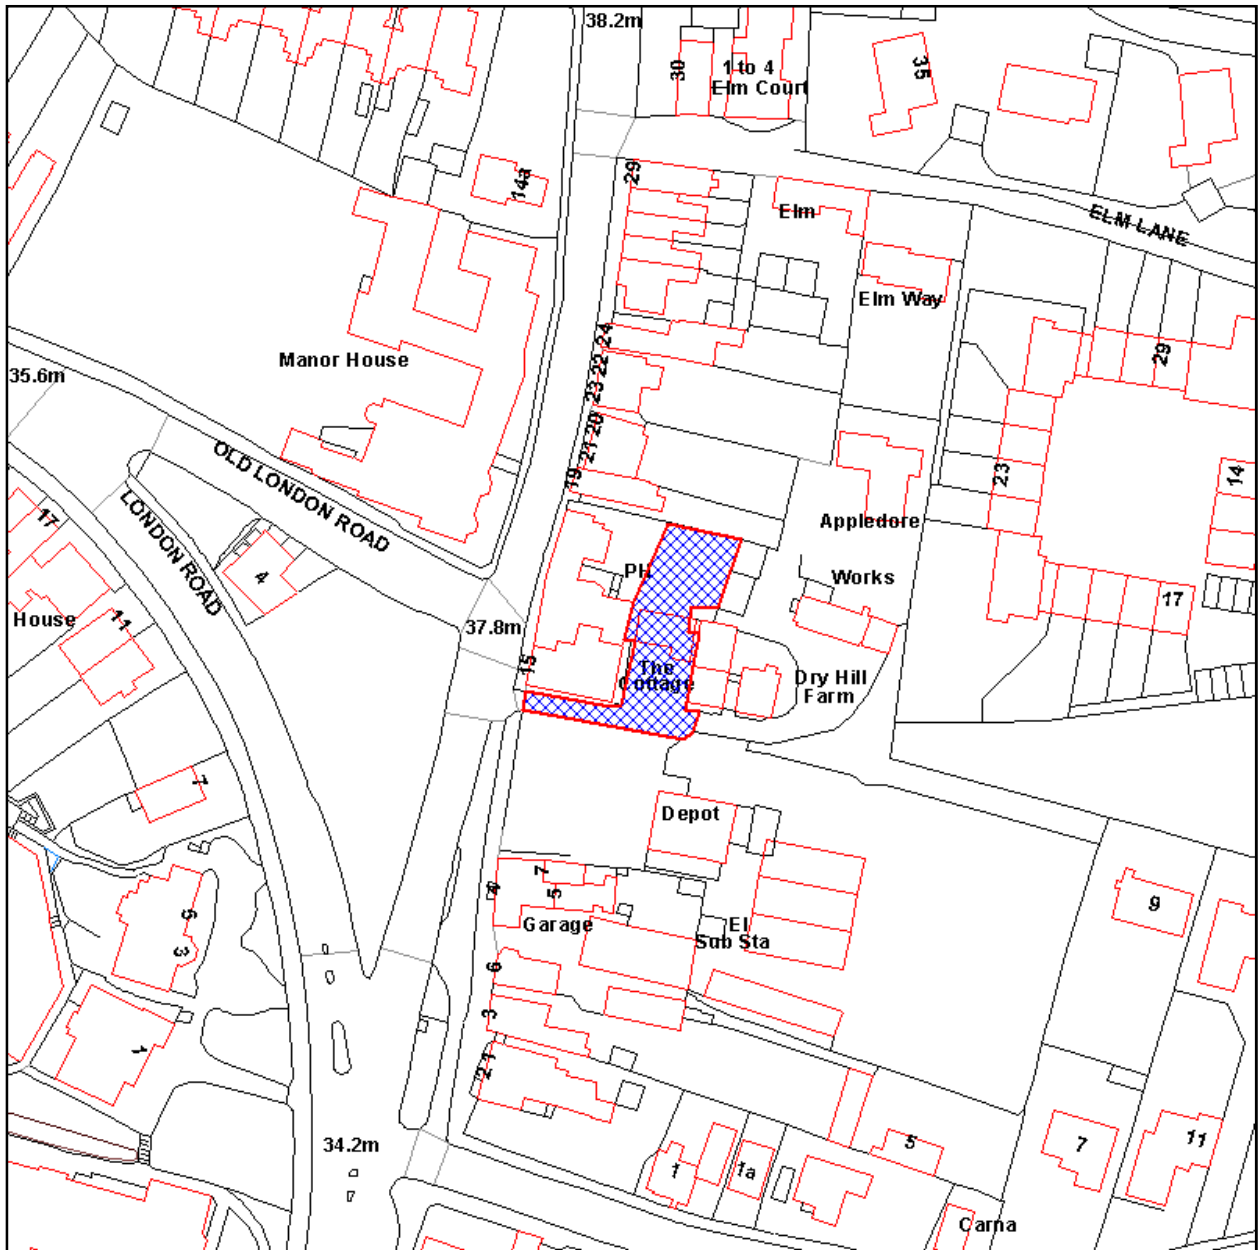 38.2m
30
1 to 4
Elm Court
35
14a
29
Elm
ELM LANE
Elm Way
Manor House
35.6m
24
22
23
20
21
19
29
23
14
OLD LONDON ROAD
LONDON ROAD
17
4
House
11
PH
37.8m
15
The
Cottage
Appledore
Works
Dry Hill
Farm
17
7
Depot
4
7
5
Garage
El
Sub Sta
9
5
3
6
3
1
2 1
34.2m
1
1a
5
7
11
Carna